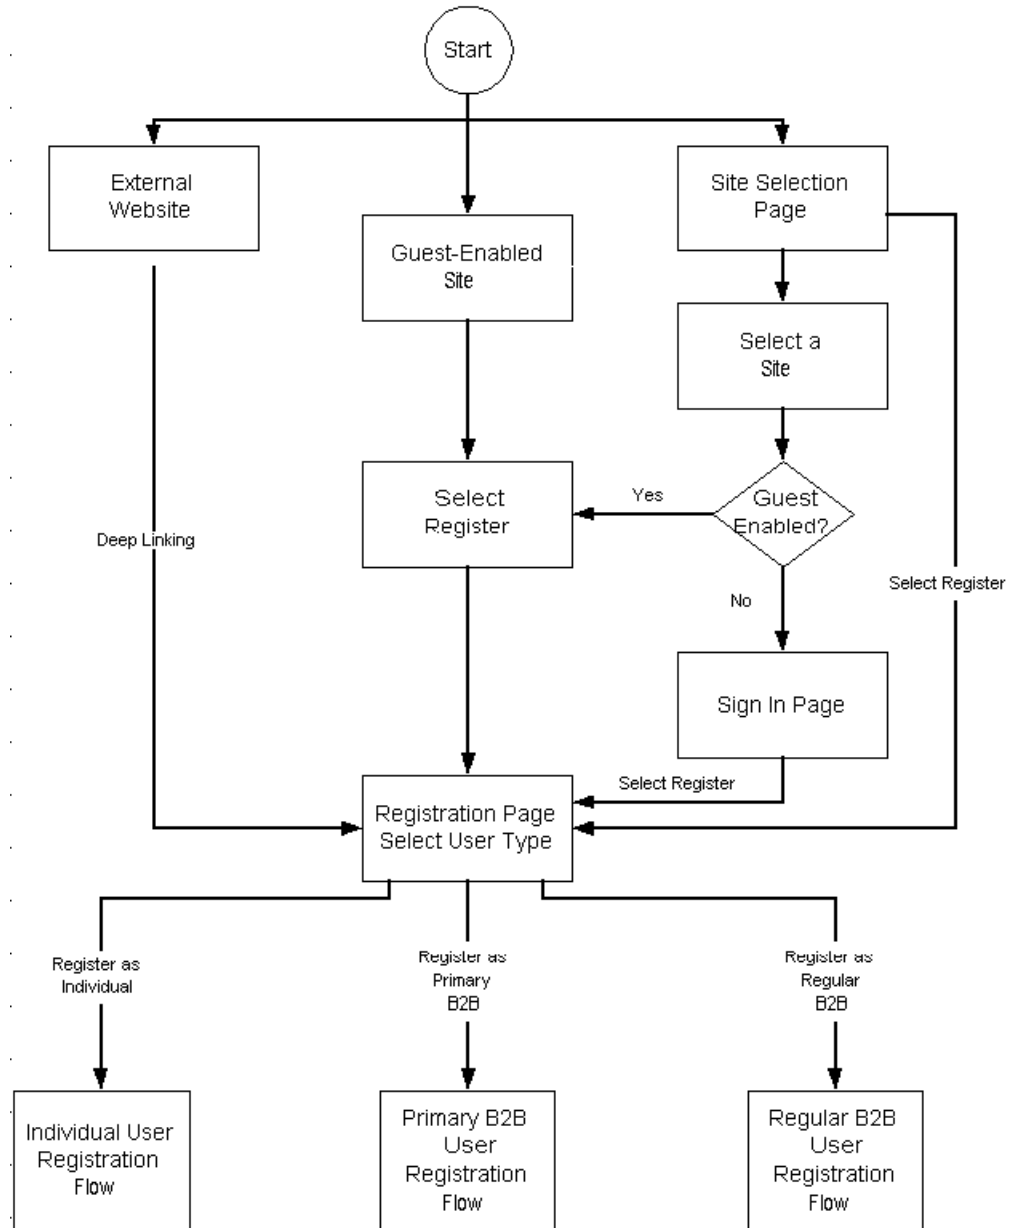 Start
External
Website
Site Selection
Page
Guest-Enabled
Site
Select a
Site
Select
Register
Yes
Guest
Enabled?
Deep Linking
Select Register
No
Sign In Page
Select Register
Registration Page
Select User Type
Register as
Individual
Register as
Primary
B2B
Register as
Regular
B2B
Individual User
Registration
Flow
Primary B2B
User
Registration
Flow
Regular B2B
User
Registration
Flow